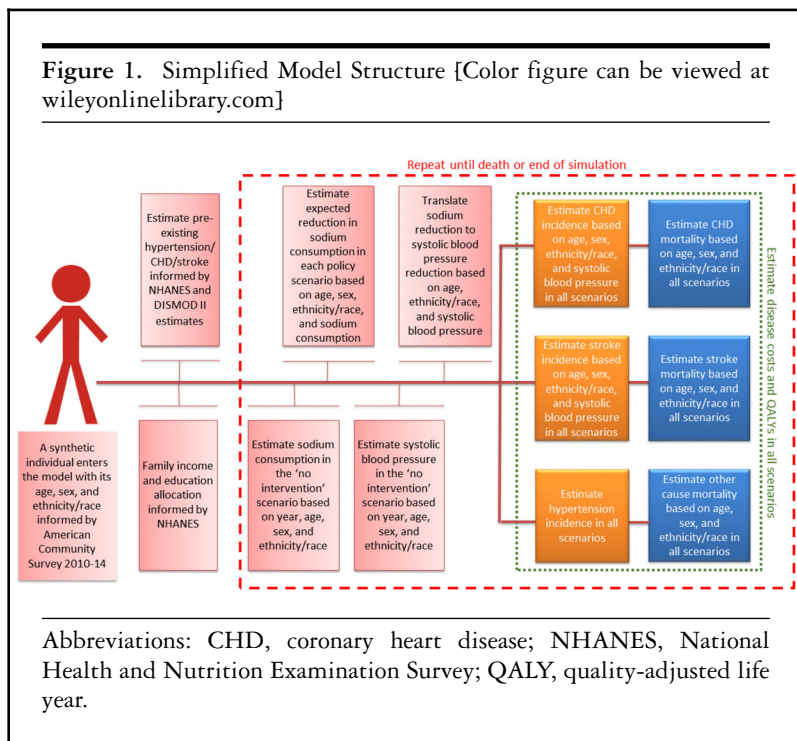 Figure 1. Simplified Model Structure [Color figure can be viewed at
wileyonlinelibrary.com]
Repeat until death or end of simulation
Estimate pre-
existing
hypertension/
CHD/stroke
informed by
NHANES and
DISMOD II
estimates
Estimate
expected
reduction in
sodium
consumption in
each policy
scenario based
on age, sex,
ethnicity/race,
and sodium
consumption
Translate
sodium
reduction to
systolic blood
pressure
reduction based
on age,
ethnicity/race,
and systolic
blood pressure
Estimate CHD
incidence based
on age, sex,
ethnicity/race,
and systolic
blood pressure in
all scenarios
Estimate CHD
mortality based
on age, sex, and
ethnicity/race in
all scenarios
Estimate stroke
incidence based
on age, sex,
ethnicity/race,
and systolic
blood pressure in
all scenarios
Estimate stroke
mortality based
on age, sex, and
ethnicity/race in
all scenarios
Estimate
hypertension
incidence in all
scenarios
Estimate other
cause mortality
based on age,
sex, and
ethnicity/race in
all scenarios
Estimate disease costs and QALYs in all scenarios
A synthetic
individual enters
the model with its
age, sex, and
ethnicity/race
informed by
American
Community
Survey 2010-14
Family income
and education
allocation
informed by
NHANES
Estimate sodium
consumption in
the 'no
intervention'
scenario based
on year, age,
sex, and
ethnicity/race
Estimate systolic
blood pressure
in the 'no
intervention'
scenario based
on year, age,
sex, and
ethnicity/race
Abbreviations: CHD, coronary heart disease; NHANES, National
Health and Nutrition Examination Survey; QALY, quality-adjusted life
year.